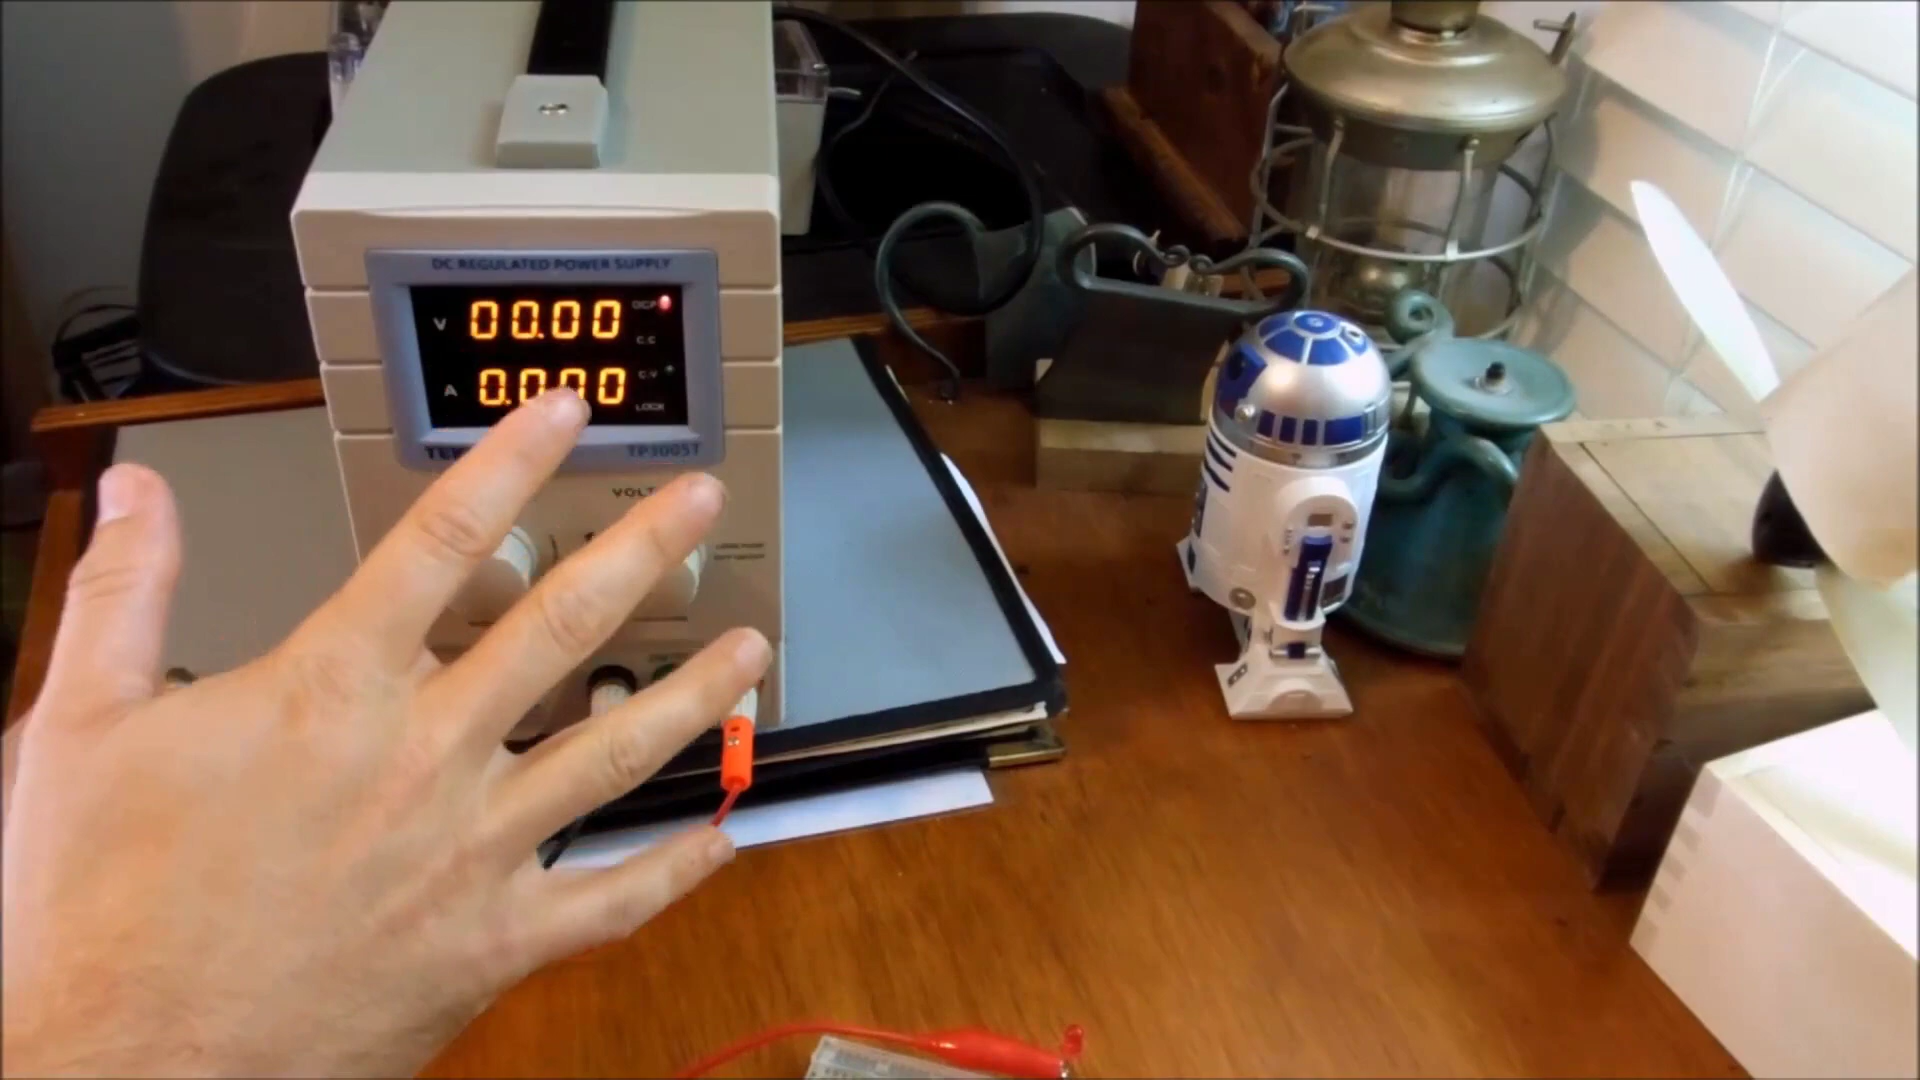 DC REGULATED POWER SUPPLY
V 00.00 OCP
C.C
A 0.000 C.V
LOCK
TP3005T